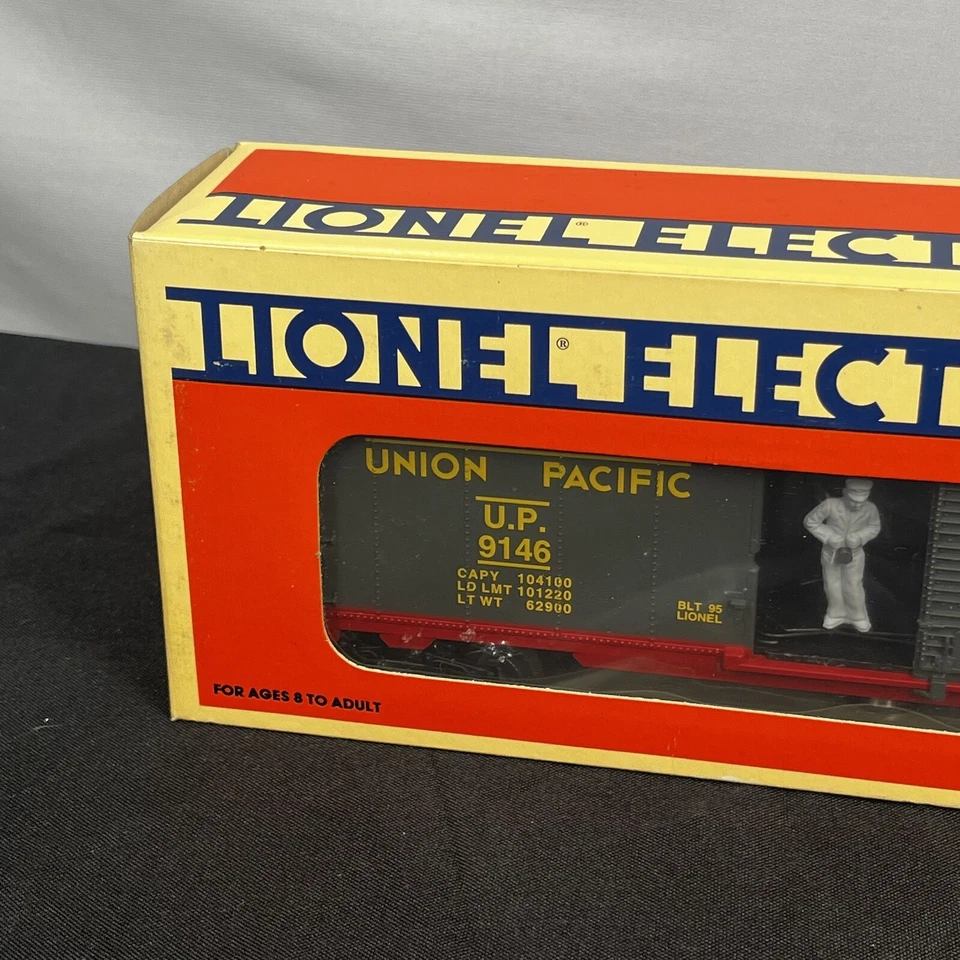 LIONEL® ELECT
LIONEL® ELECT
UNION PACIFIC
U.P.
9146
CAPY 104100
LD LMT 101220
LT WT 62900
BLT 95
LIONEL
FOR AGES 8 TO ADULT